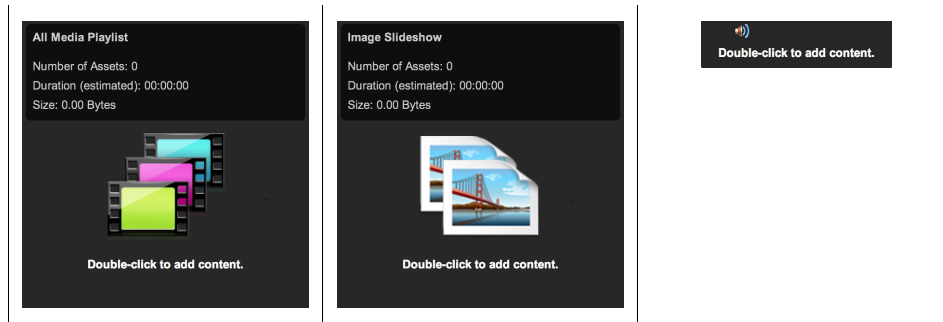 All Media Playlist
Number of Assets: 0
Duration (estimated): 00:00:00
Size: 0.00 Bytes
Double-click to add content.
Image Slideshow
Number of Assets: 0
Duration (estimated): 00:00:00
Size: 0.00 Bytes
Double-click to add content.
Double-click to add content.